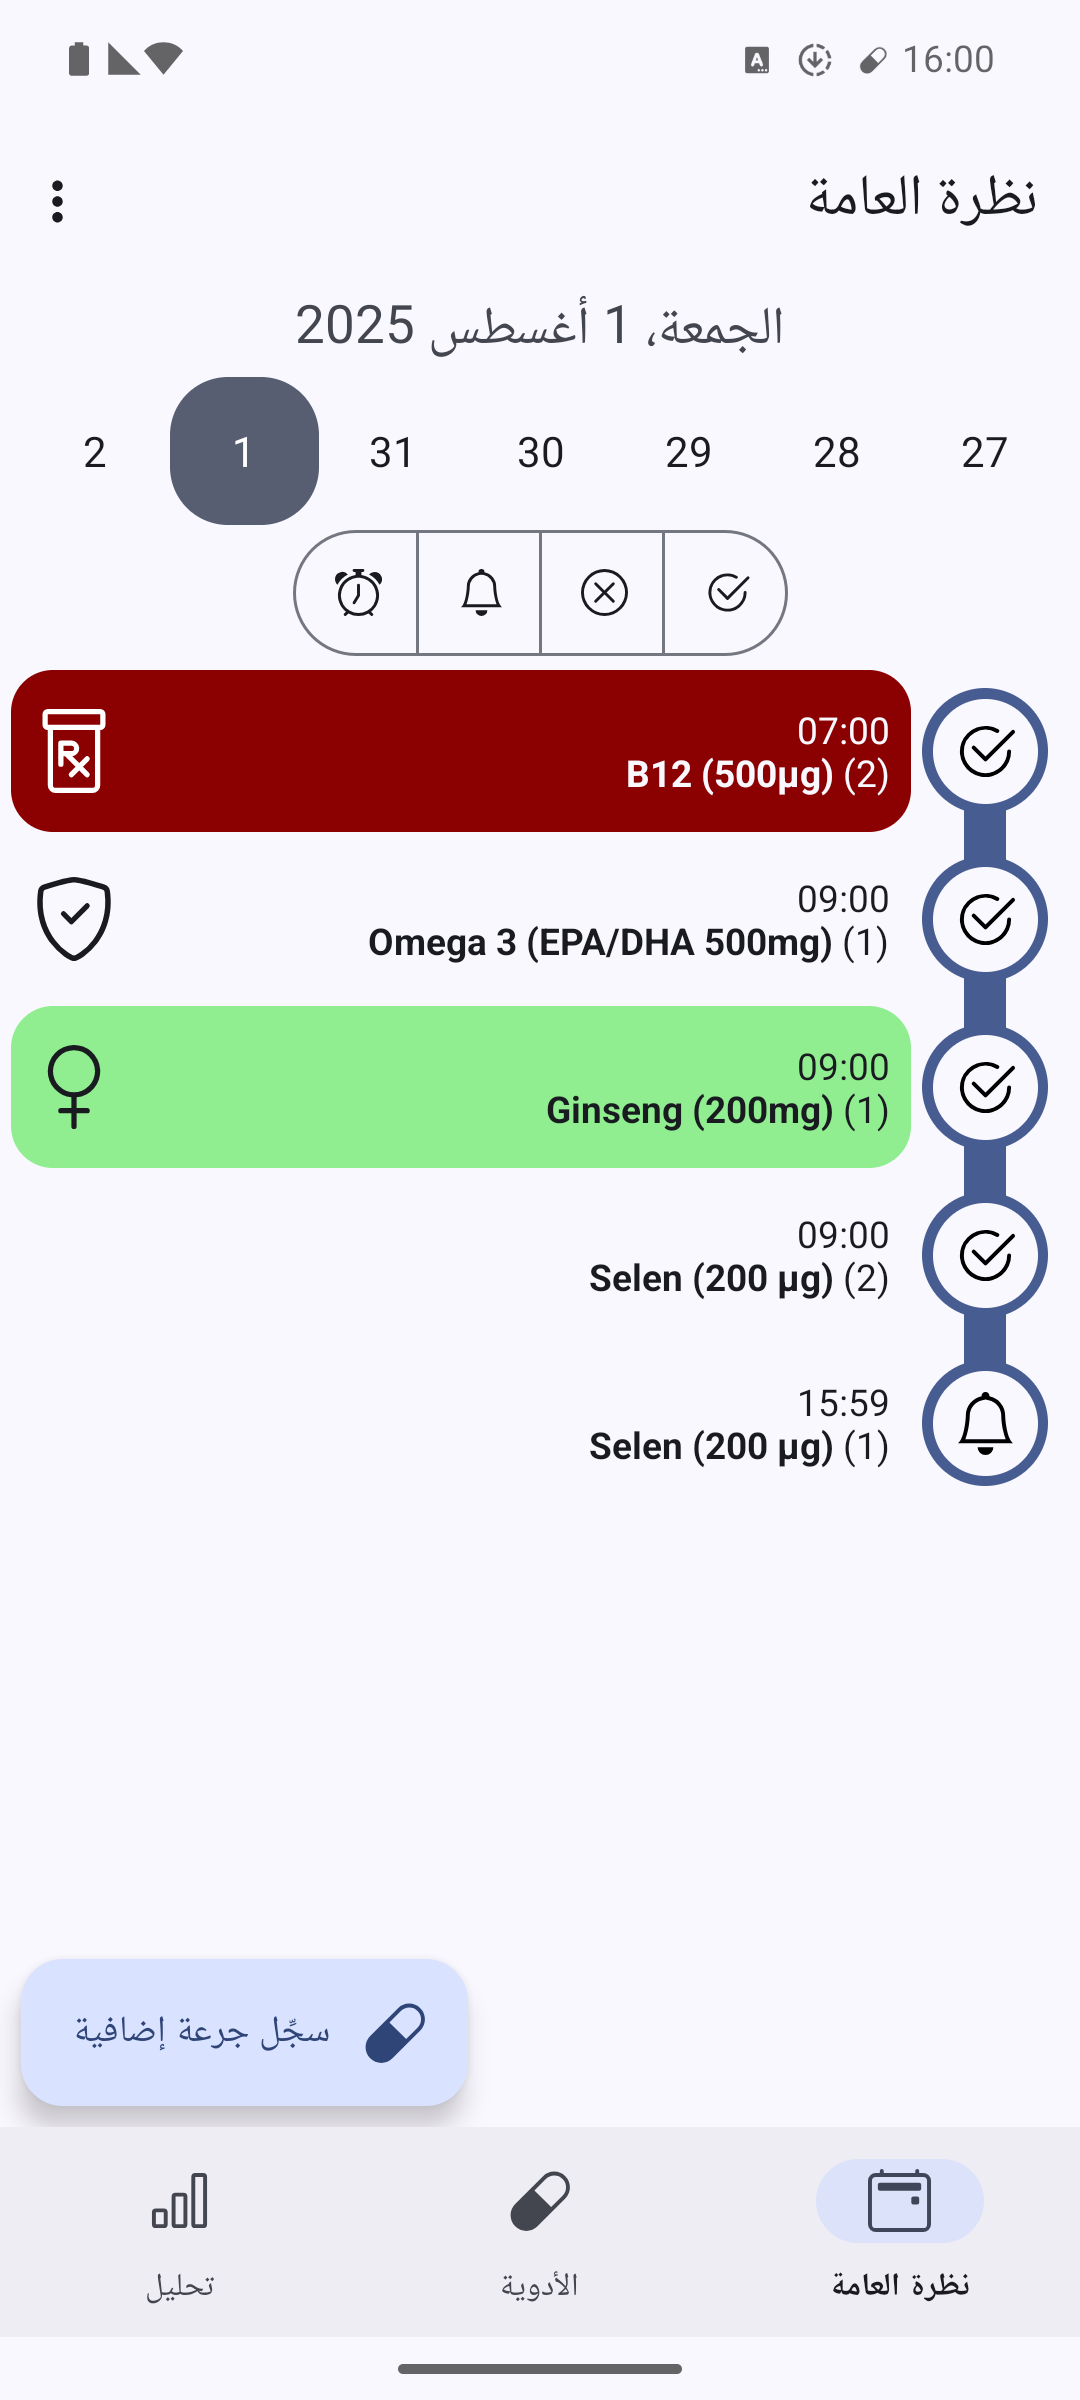 16:00
نظرة العامة
الجمعة، 1 أغسطس 2025
27 28 29 30 31 1 2
07:00
B12 (500µg) (2)
09:00
Omega 3 (EPA/DHA 500mg) (1)
09:00
Ginseng (200mg) (1)
09:00
Selen (200 µg) (2)
15:59
Selen (200 µg) (1)
سجِّل جرعة إضافية
نظرة العامة
الأدوية
تحليل